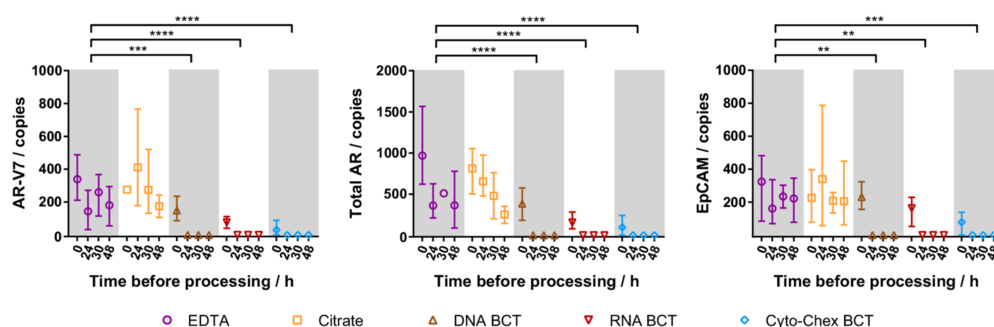 **** **** ***
**** **** ****
*** ** **
AR-V7 / copies
1000
800
600
400
200
0
0 24 30 48 0 24 30 48 0 24 30 48 0 24 30 48 0 24 30 48
Time before processing / h
Total AR / copies
2000
1500
1000
500
0
0 24 30 48 0 24 30 48 0 24 30 48 0 24 30 48 0 24 30 48
Time before processing / h
EpCAM / copies
1000
800
600
400
200
0 24 30 48 0 24 30 48 0 24 30 48 0 24 30 48 0 24 30 48
Time before processing / h
EDTA Citrate DNA BCT RNA BCT Cyto-Chex BCT